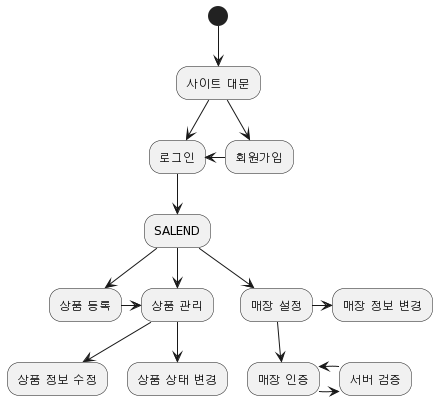 사이트 대문
로그인
회원가입
SALEND
상품 등록
상품 관리
매장 설정
매장 정보 변경
상품 정보 수정
상품 상태 변경
매장 인증
서버 검증